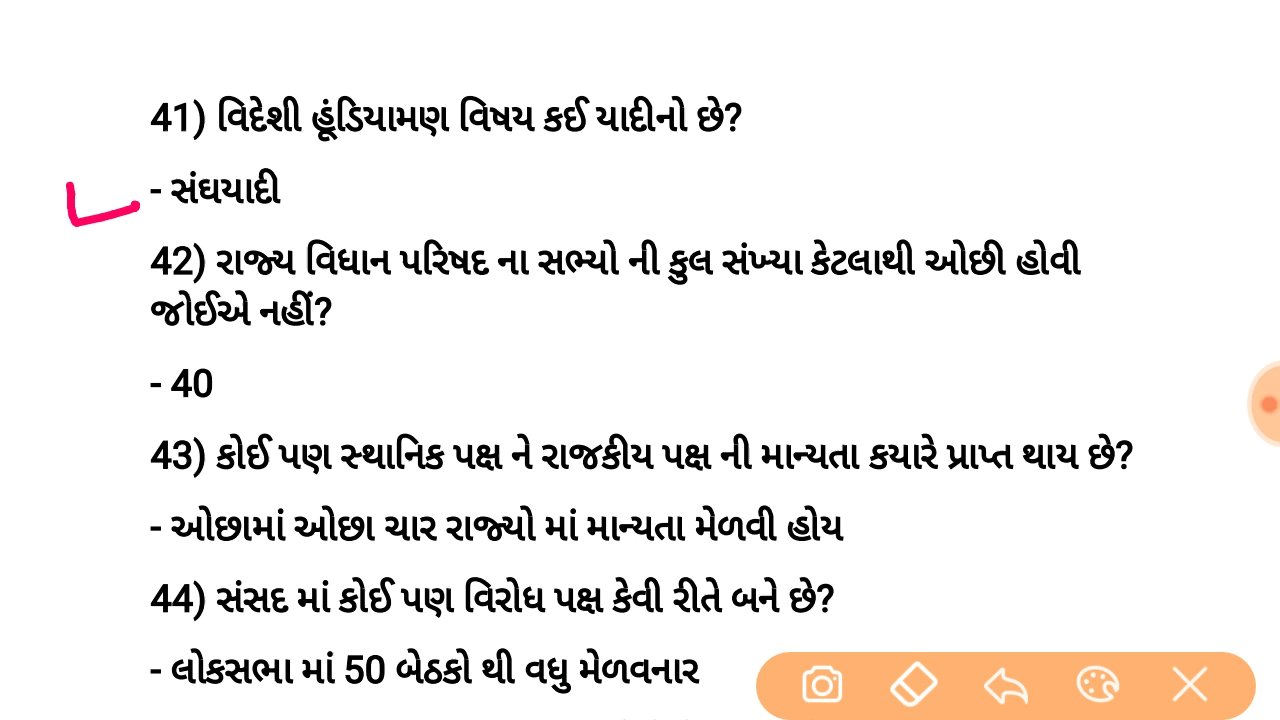 41) વિદેશી હૂંડિયામણ વિષય કઈ યાદીનો છે?
- સંઘયાદી
42) રાજ્ય વિધાન પરિષદ ના સભ્યો ની કુલ સંખ્યા કેટલાથી ઓછી હોવી
જોઈએ નહીં?
- 40
43) કોઈ પણ સ્થાનિક પક્ષ ને રાજકીય પક્ષ ની માન્યતા કયારે પ્રાપ્ત થાય છે?
- ઓછામાં ઓછા ચાર રાજ્યો માં માન્યતા મેળવી હોય
44) સંસદ માં કોઈ પણ વિરોધ પક્ષ કેવી રીતે બને છે?
- લોકસભા માં 50 બેઠકો થી વધુ મેળવનાર